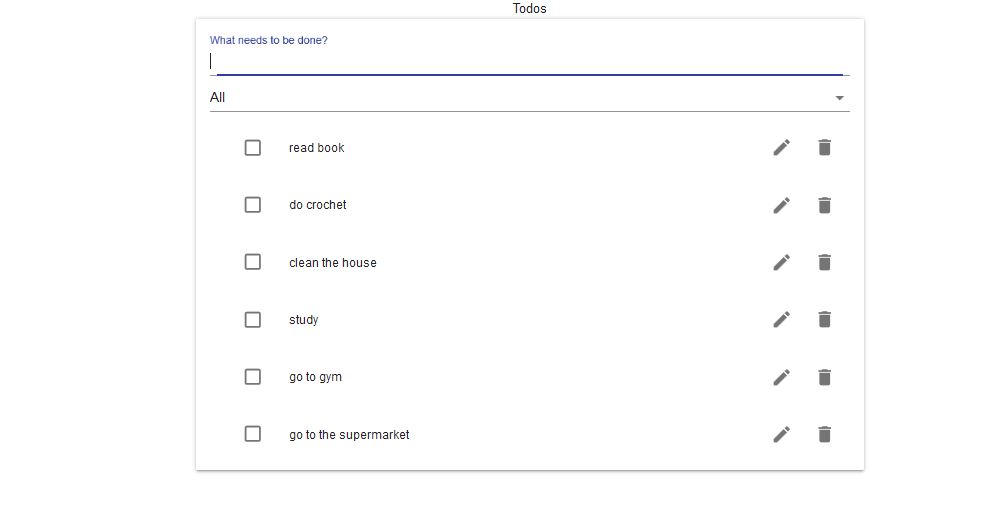 Todos
What needs to be done?
All
read book
do crochet
clean the house
study
go to gym
go to the supermarket